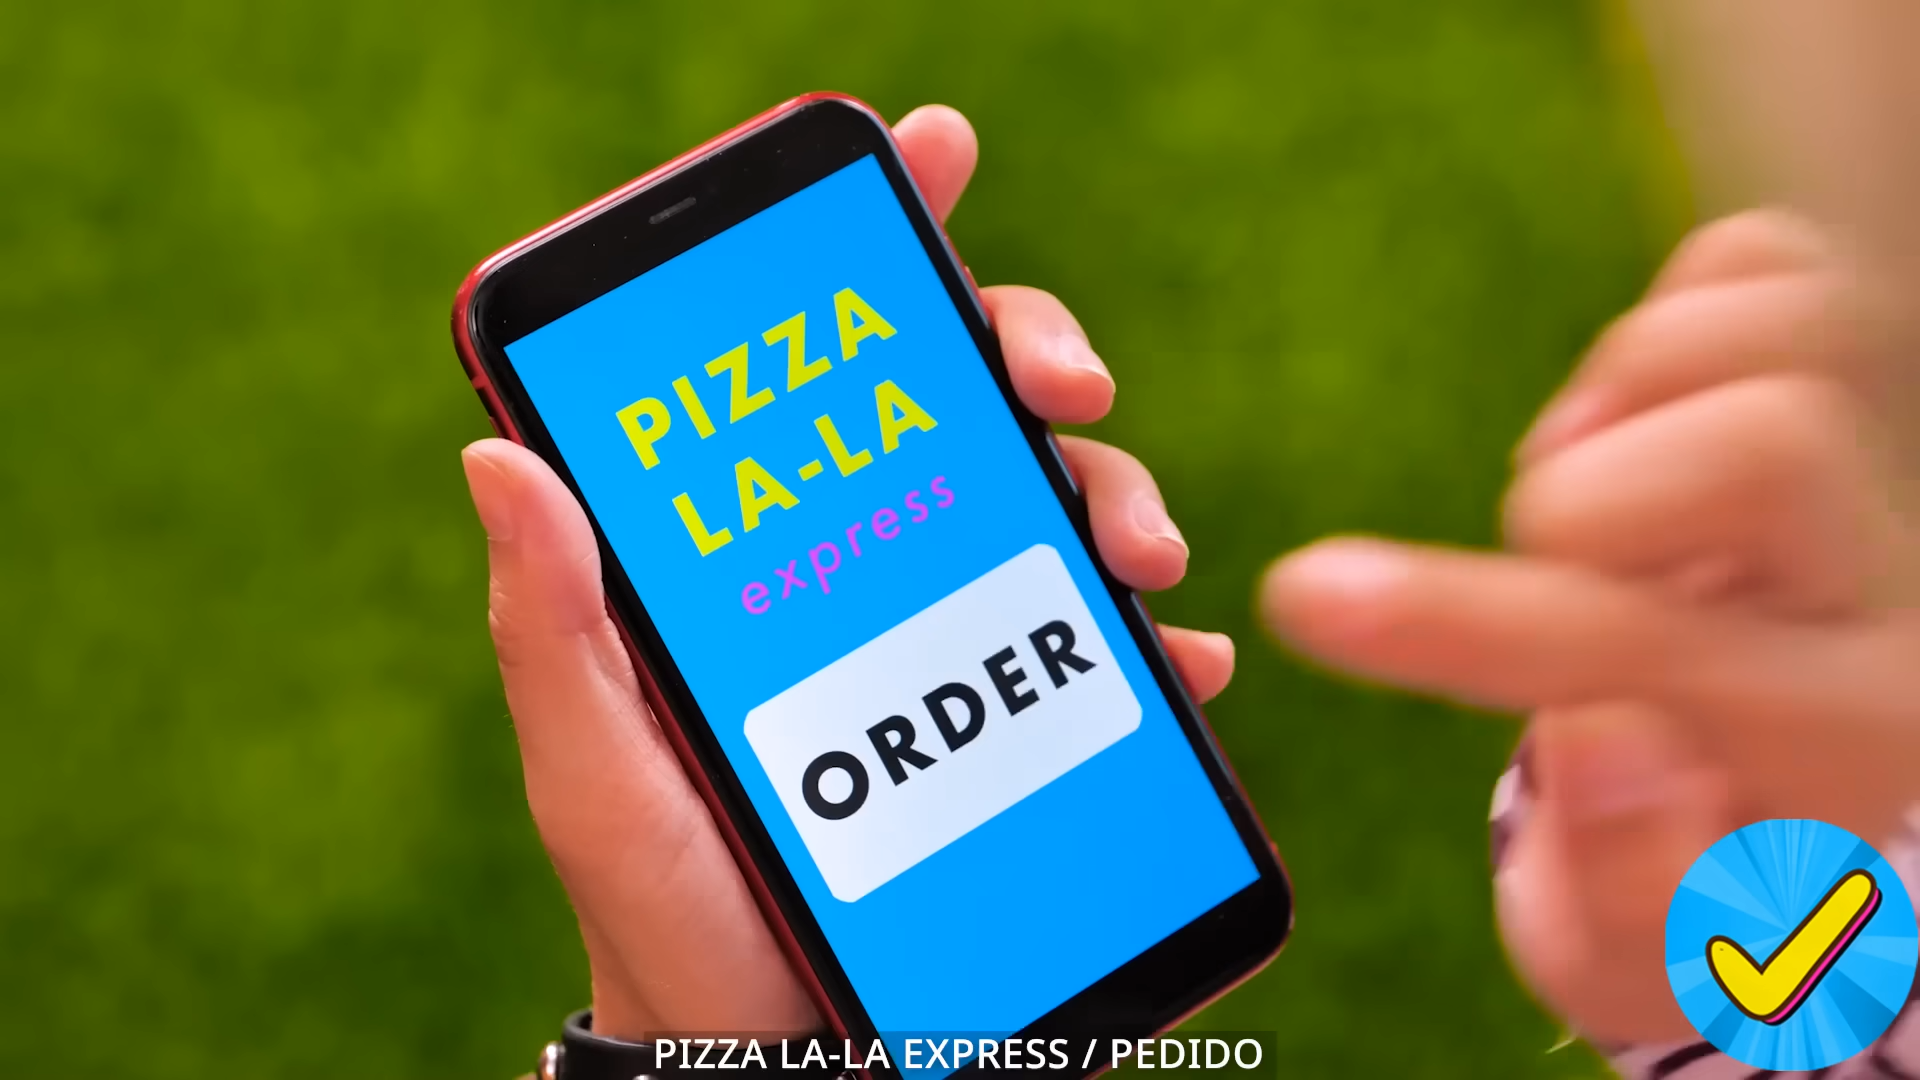 PIZZA
LA-LA
express
ORDER
PIZZA LA-LA EXPRESS / PEDIDO